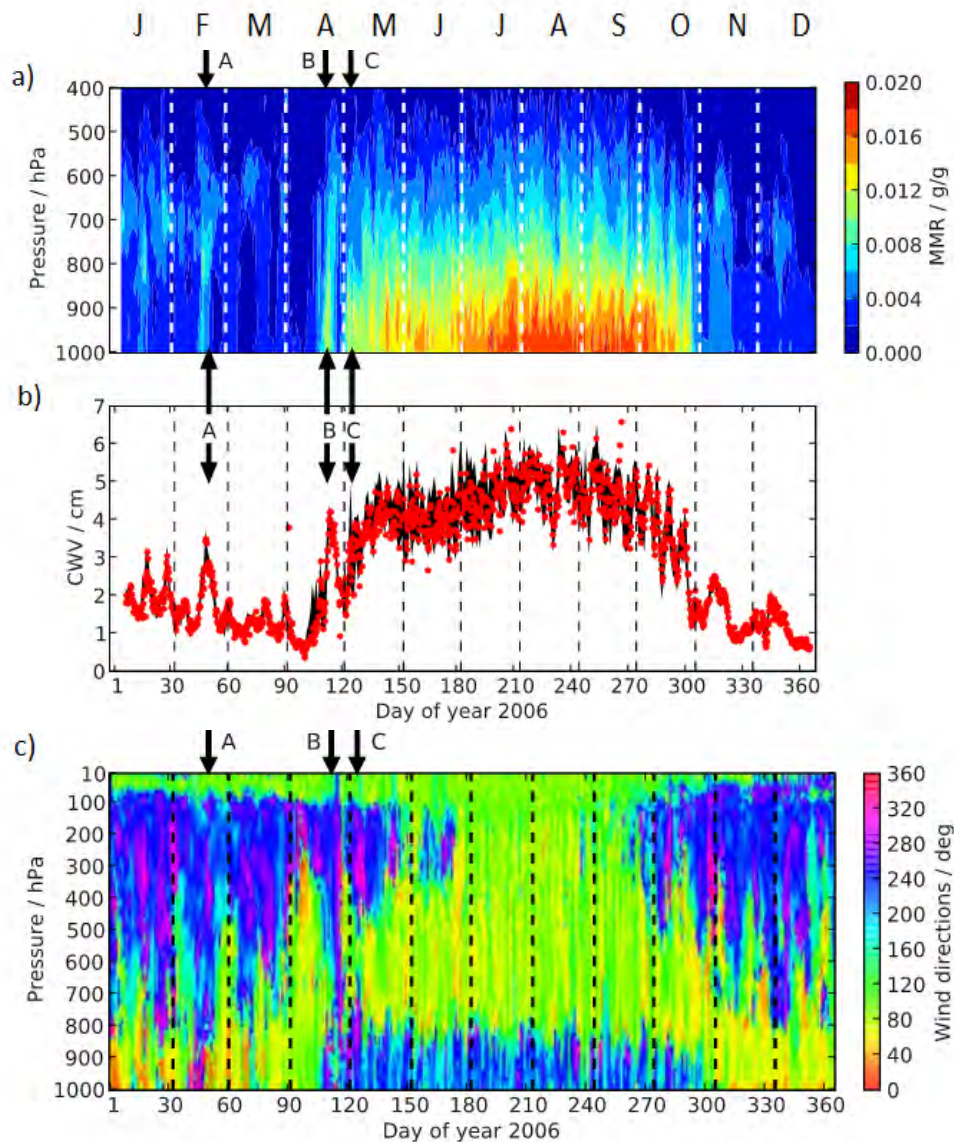 J F M A M J J A S O N D
A B C
a)
400
500
600
700
800
900
1000
Pressure / hPa
0.020
0.016
0.012
0.008
0.004
0.000
MMR / g/g
b)
7
6
5
4
3
2
1
0
CWV / cm
A B C
1 30 60 90 120 150 180 210 240 270 300 330 360
Day of year 2006
c)
A B C
10
100
200
300
400
500
600
700
800
900
1000
Pressure / hPa
1 30 60 90 120 150 180 210 240 270 300 330 360
Day of year 2006
360
320
280
240
200
160
120
80
40
0
Wind directions / deg